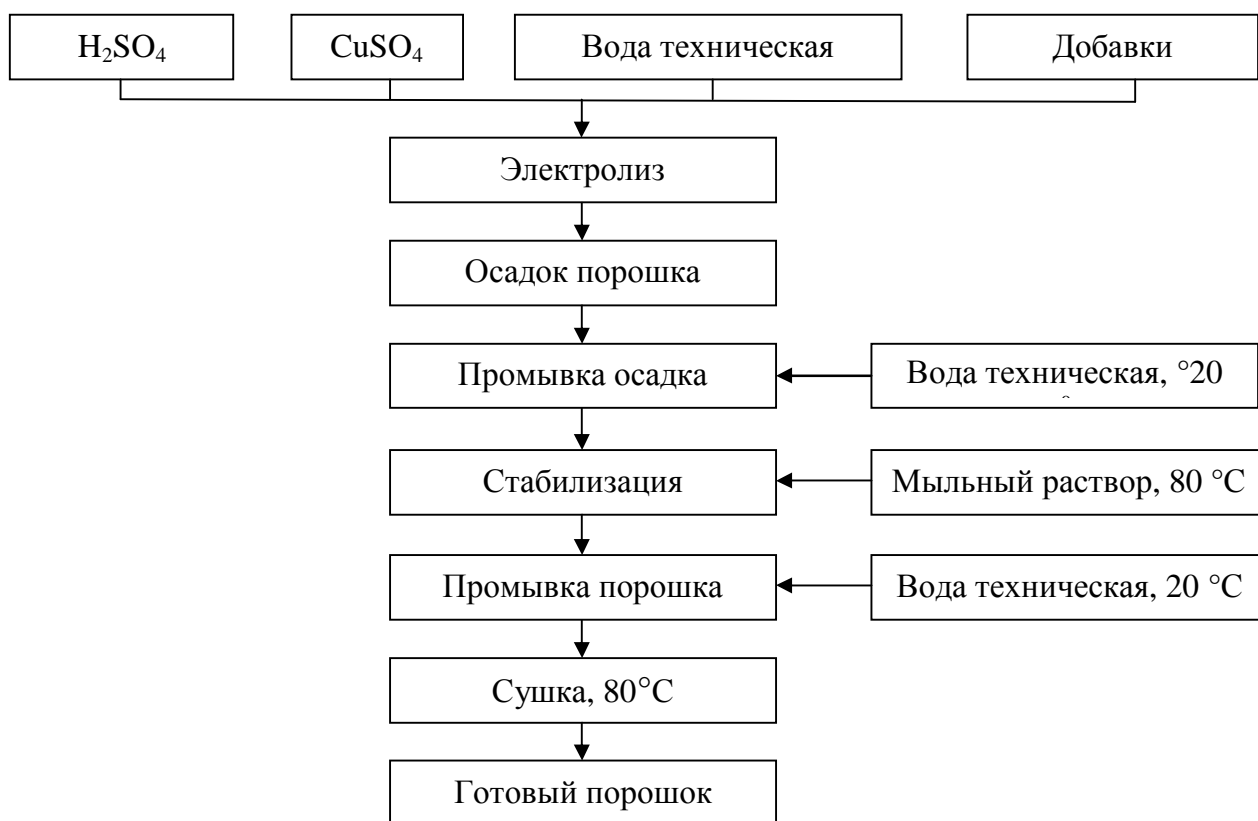 H₂SO₄
CuSO₄
Вода техническая
Добавки
Электролиз
Осадок порошка
Промывка осадка
Вода техническая, °20
Стабилизация
Мыльный раствор, 80 °C
Промывка порошка
Вода техническая, 20 °C
Сушка, 80°C
Готовый порошок